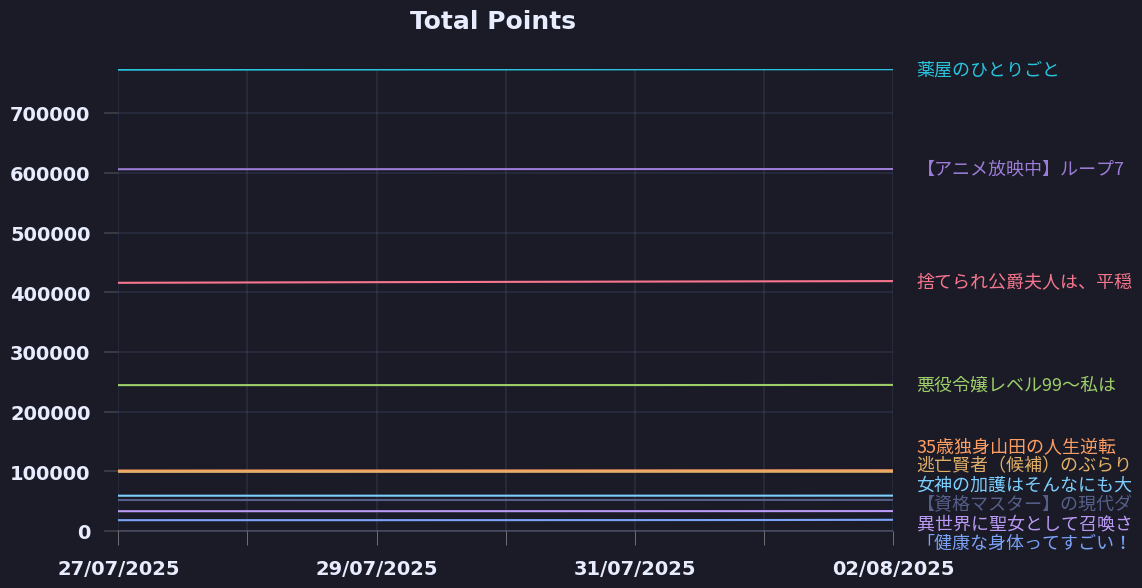 Total Points
700000
600000
500000
400000
300000
200000
100000
0
27/07/2025
29/07/2025
31/07/2025
02/08/2025
薬屋のひとりごと
【アニメ放映中】ループ7
捨てられ公爵夫人は、平穏
悪役令嬢レベル99～私は
35歳独身山田の人生逆転
逃亡賢者（候補）のぶらり
女神の加護はそんなにも大
【資格マスター】の現代ダ
異世界に聖女として召喚さ
「健康な身体ってすごい！